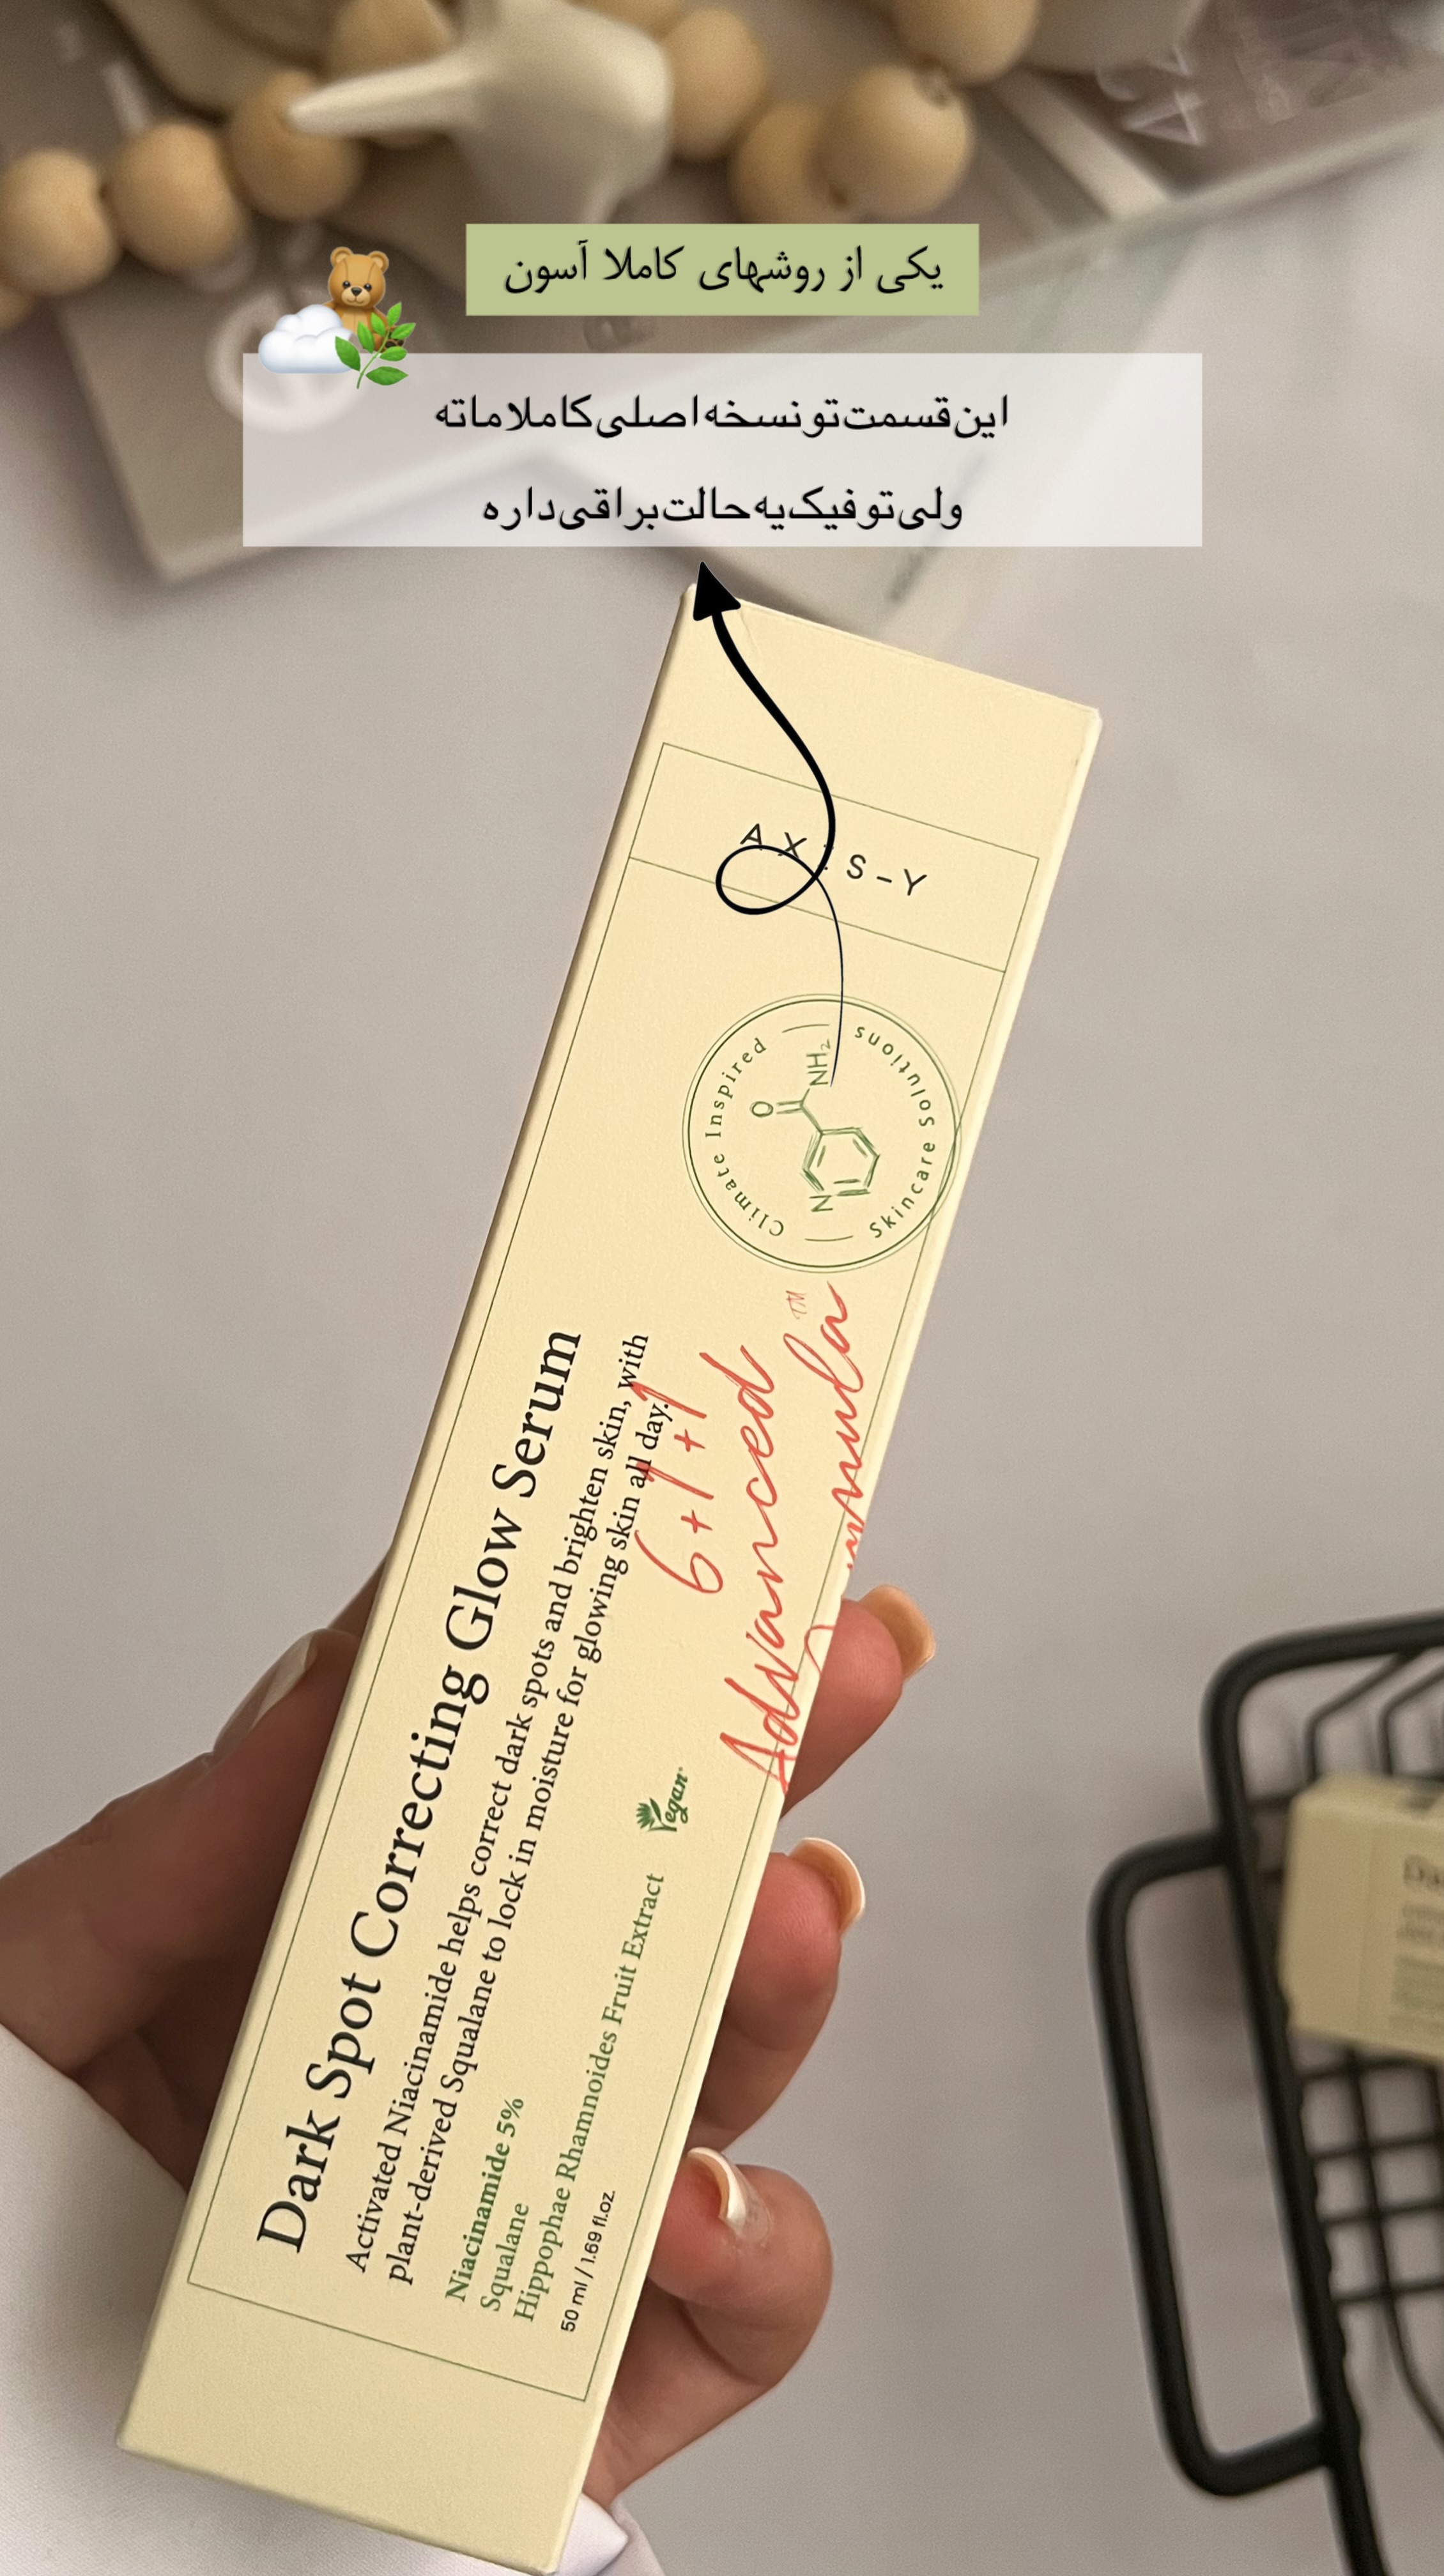 یکی از روشهای کاملا آسون
این قسمت تو نسخه اصلی کاملا ماته
ولی تو فیک یه حالت براقی داره
AXIS-Y
Climate Inspired
Skincare Solutions
O
NH₂
N
Dark Spot Correcting Glow Serum
Activated Niacinamide helps correct dark spots and brighten skin, with
plant-derived Squalane to lock in moisture for glowing skin all day.
6+1+1
Advanced
TM
Niacinamide 5%
Squalane
Hippophae Rhamnoides Fruit Extract
Vegan
50 ml / 1.69 fl.oz.